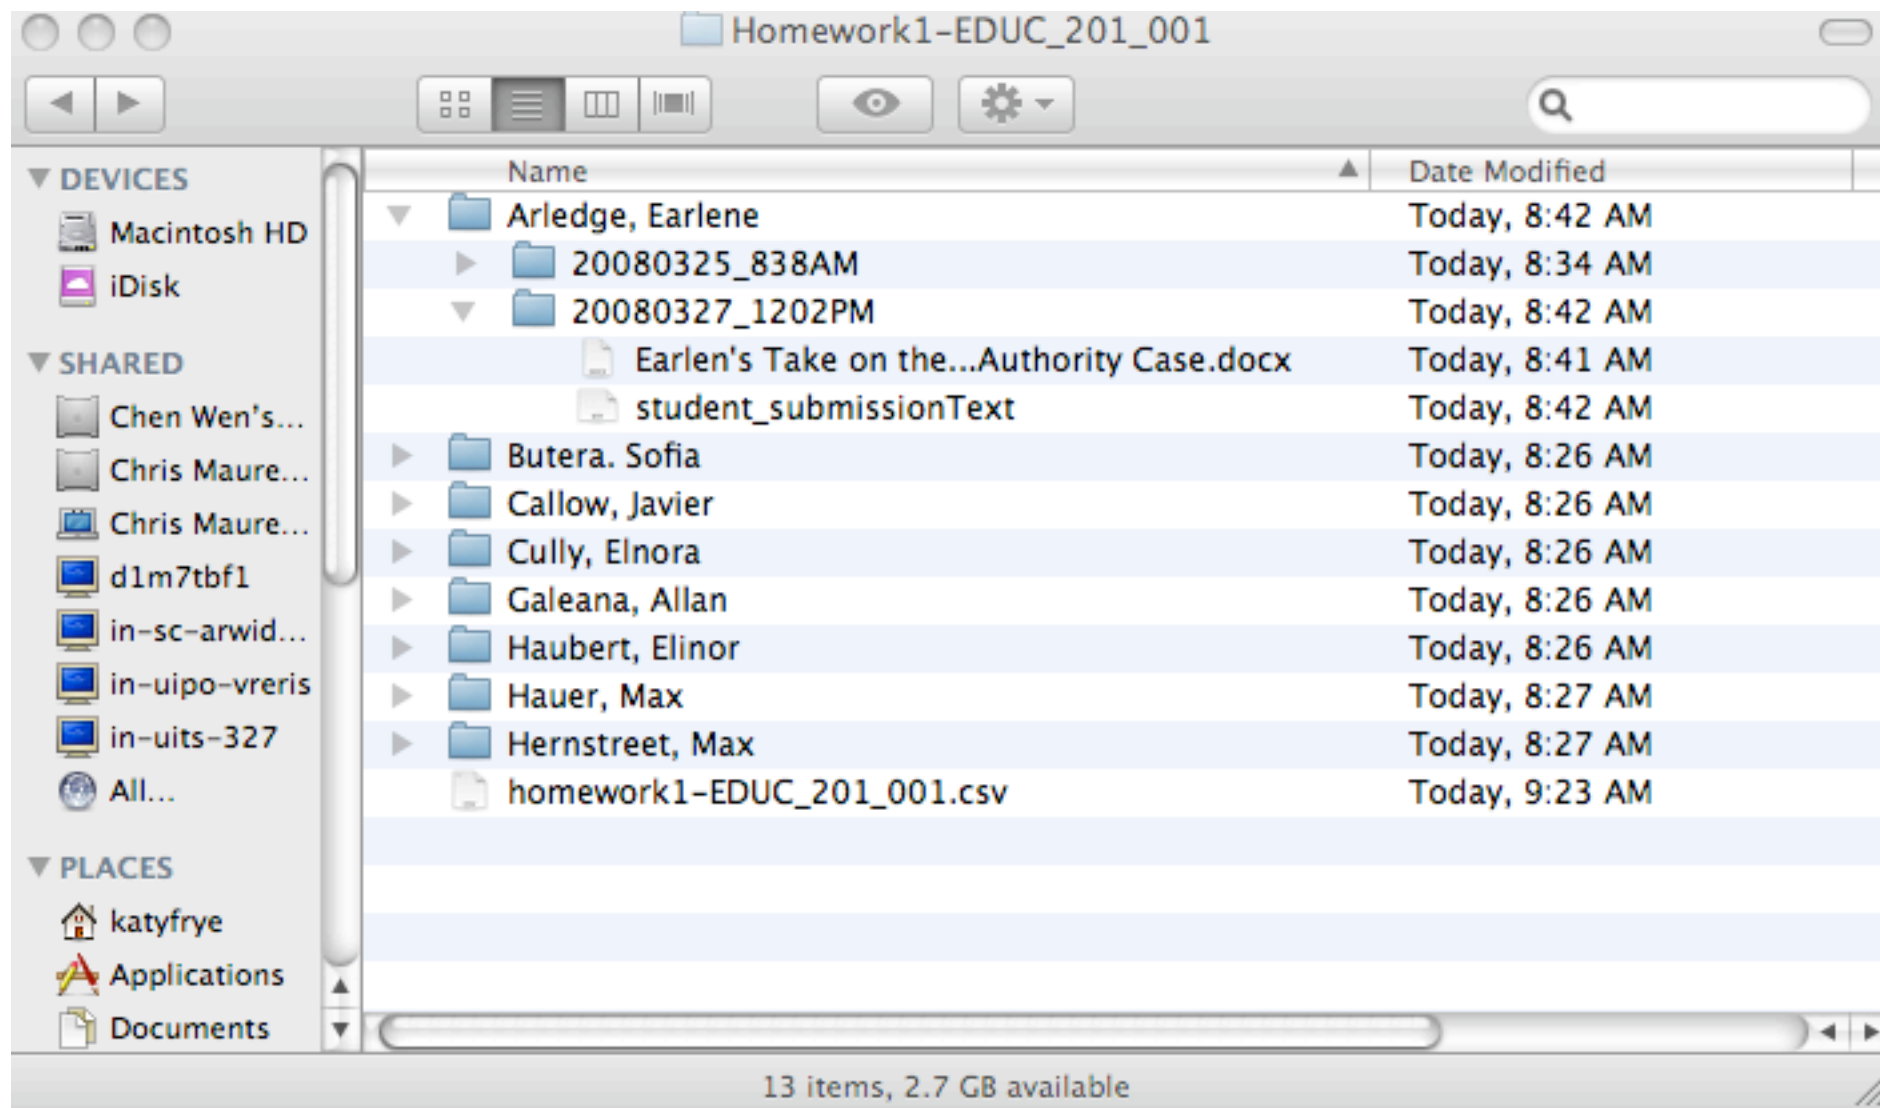 Homework1-EDUC_201_001
DEVICES
Macintosh HD
iDisk
SHARED
Chen Wen's...
Chris Maure...
Chris Maure...
d1m7tbf1
in-sc-arwid...
in-uipo-vreris
in-uits-327
All...
PLACES
katyfrye
Applications
Documents
Name Date Modified
Arledge, Earlene Today, 8:42 AM
20080325_838AM Today, 8:34 AM
20080327_1202PM Today, 8:42 AM
Earlen's Take on the...Authority Case.docx Today, 8:41 AM
student_submissionText Today, 8:42 AM
Butera. Sofia Today, 8:26 AM
Callow, Javier Today, 8:26 AM
Cully, Elnora Today, 8:26 AM
Galeana, Allan Today, 8:26 AM
Haubert, Elinor Today, 8:26 AM
Hauer, Max Today, 8:27 AM
Hernstreet, Max Today, 8:27 AM
homework1-EDUC_201_001.csv Today, 9:23 AM
13 items, 2.7 GB available